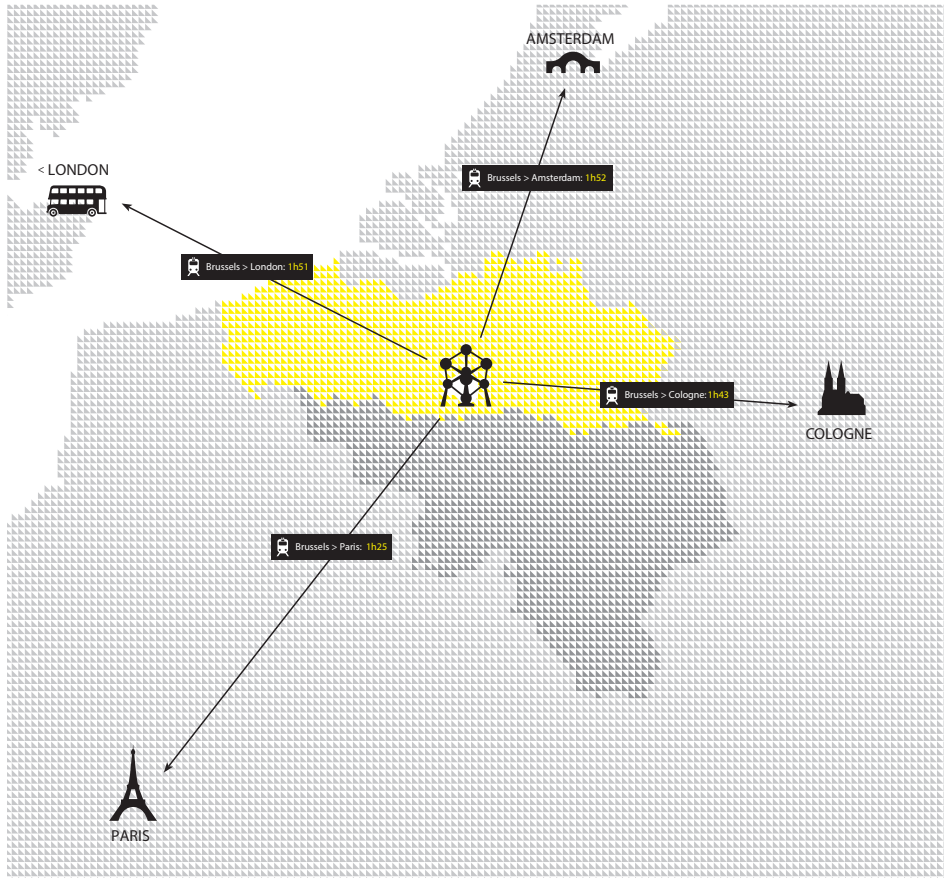 AMSTERDAM
< LONDON
Brussels > Amsterdam: 1h52
Brussels > London: 1h51
Brussels > Cologne: 1h43
COLOGNE
Brussels > Paris: 1h25
PARIS